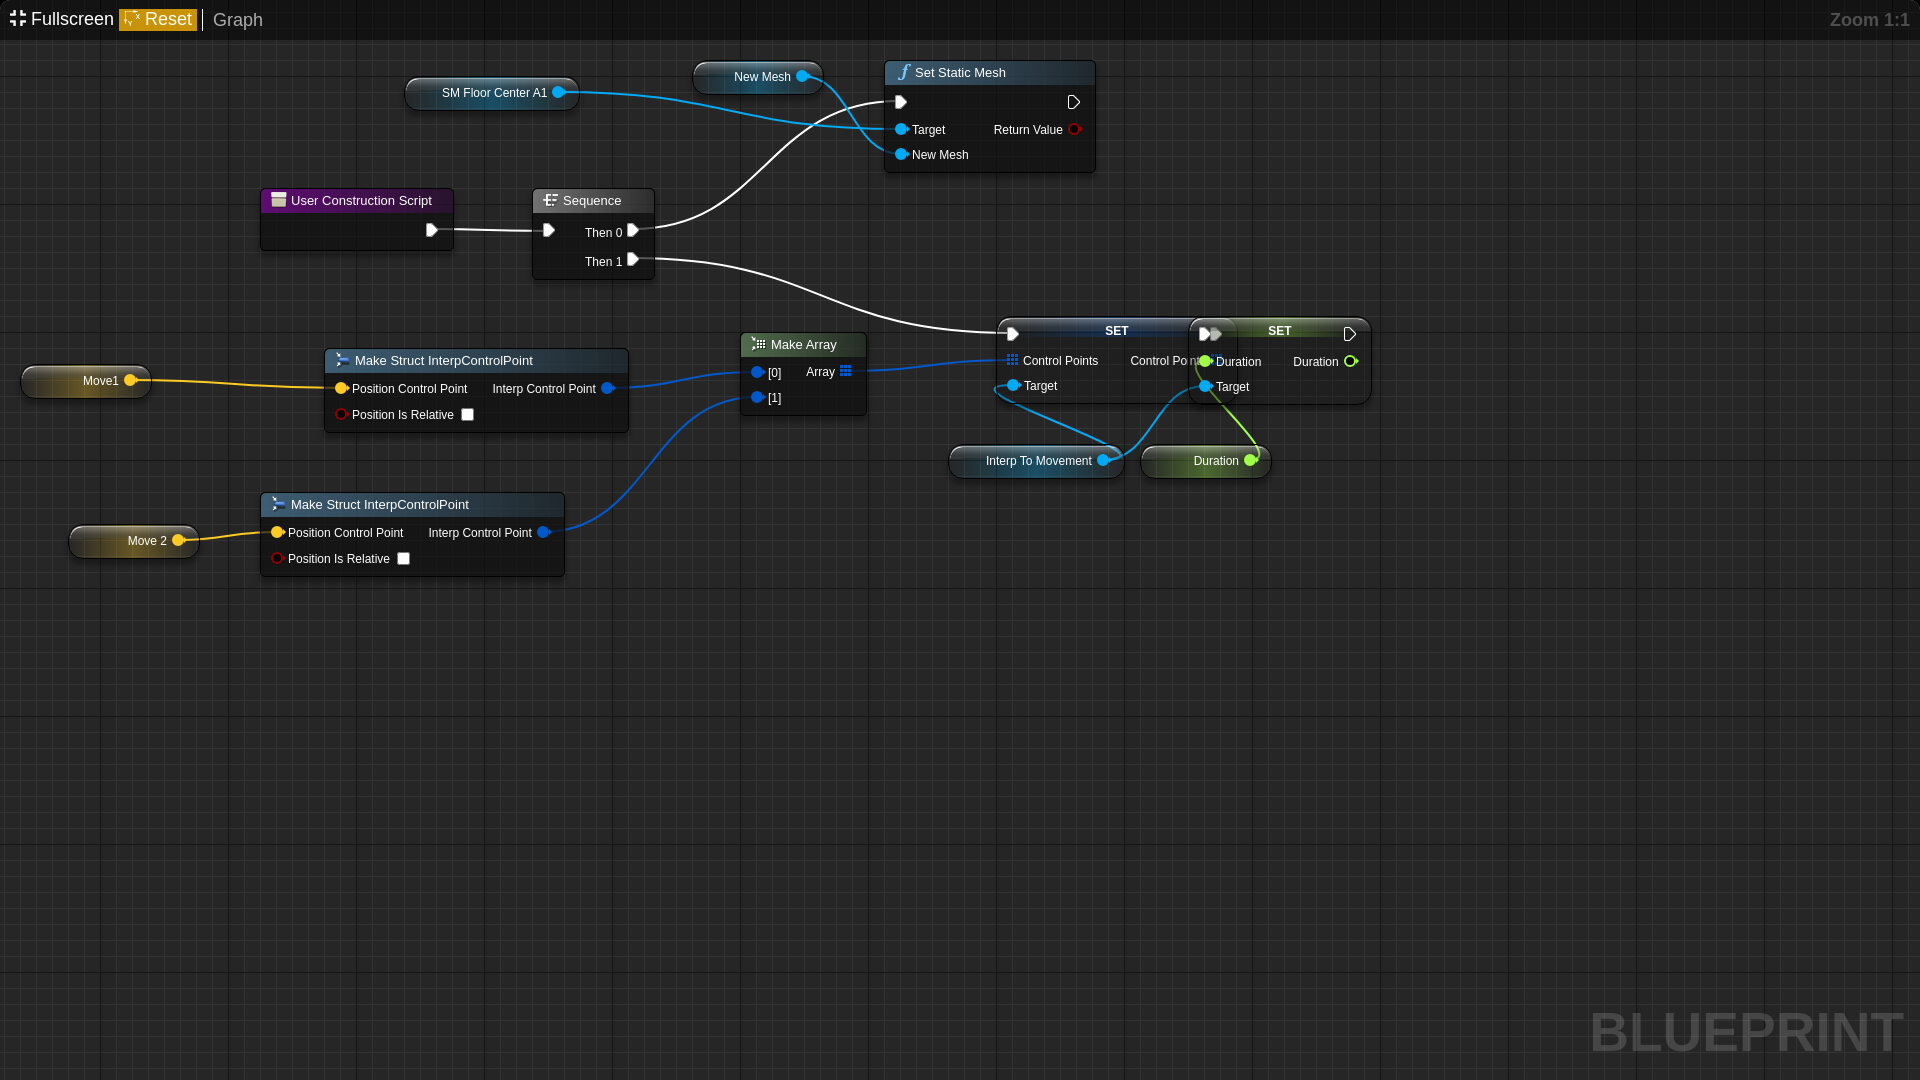 Fullscreen Reset Graph
Zoom 1:1
New Mesh
Set Static Mesh
SM Floor Center A1
Target
Return Value
New Mesh
User Construction Script
Sequence
Then 0
Then 1
SET
SET
Make Array
Make Struct InterpControlPoint
Control Points
Duration
Duration
[0]
Array
Move1
Position Control Point
Interp Control Point
Target
Target
[1]
Position Is Relative
Interp To Movement
Duration
Make Struct InterpControlPoint
Position Control Point
Interp Control Point
Move 2
Position Is Relative
BLUEPRINT